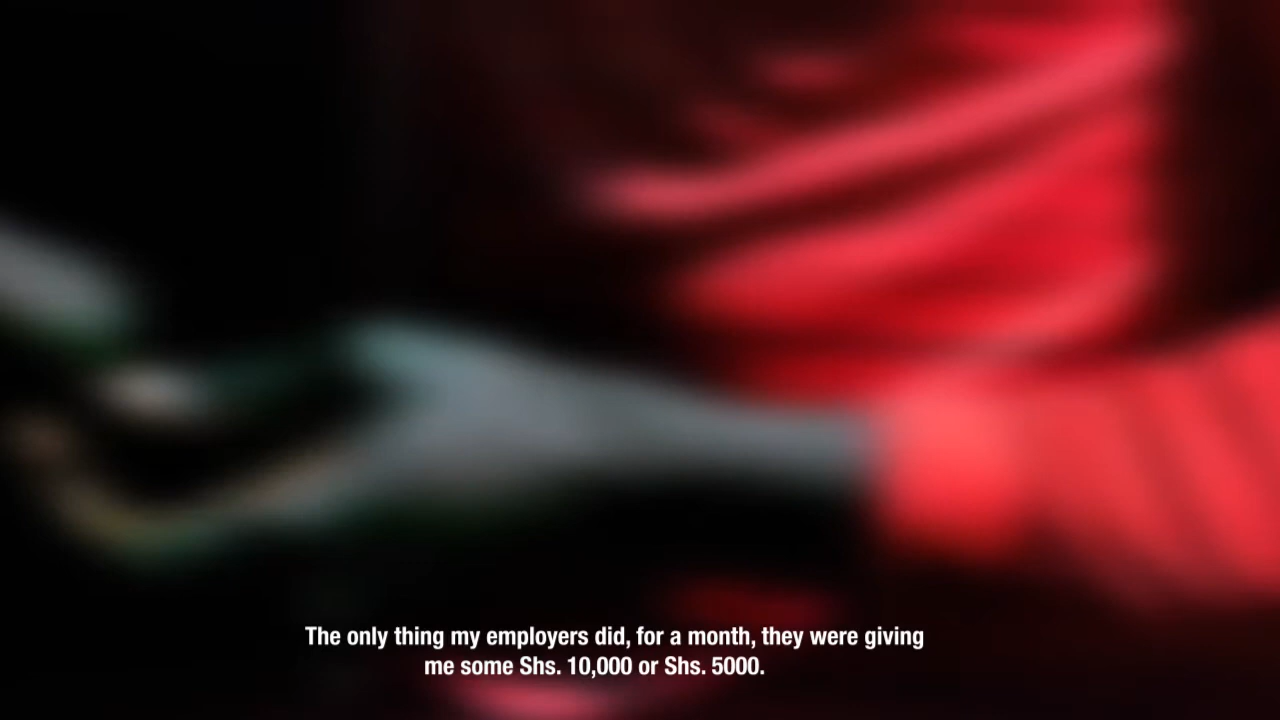 The only thing my employers did, for a month, they were giving
me some Shs. 10,000 or Shs. 5000.